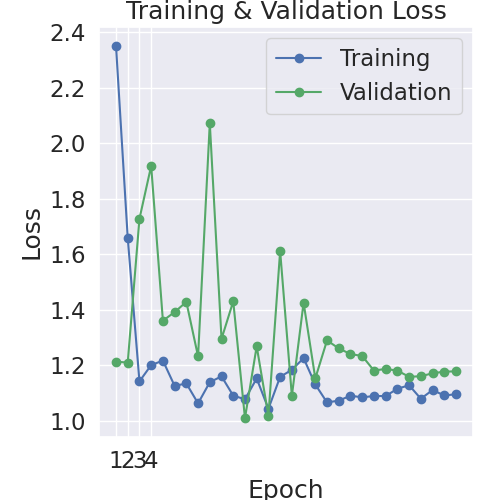 Training & Validation Loss
Training
Validation
2.4
2.2
2.0
1.8
1.6
1.4
1.2
1.0
Loss
1234
Epoch